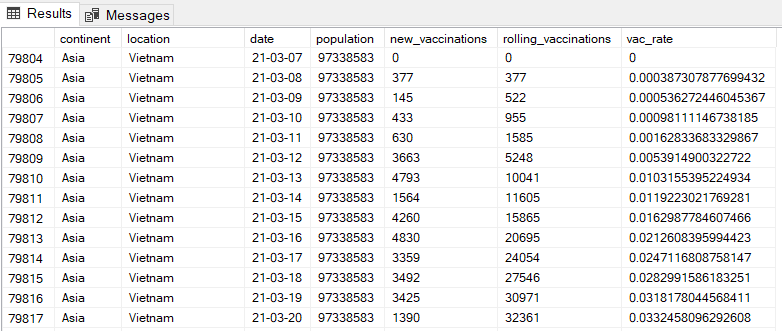 Results Messages
continent location date population new_vaccinations rolling_vaccinations vac_rate
79804 Asia Vietnam 21-03-07 97338583 0 0 0
79805 Asia Vietnam 21-03-08 97338583 377 377 0.000387307877699432
79806 Asia Vietnam 21-03-09 97338583 145 522 0.000536272446045367
79807 Asia Vietnam 21-03-10 97338583 433 955 0.00098111146738185
79808 Asia Vietnam 21-03-11 97338583 630 1585 0.00162833683329867
79809 Asia Vietnam 21-03-12 97338583 3663 5248 0.0053914900322722
79810 Asia Vietnam 21-03-13 97338583 4793 10041 0.0103155395224934
79811 Asia Vietnam 21-03-14 97338583 1564 11605 0.0119223021769281
79812 Asia Vietnam 21-03-15 97338583 4260 15865 0.0162987784607466
79813 Asia Vietnam 21-03-16 97338583 4830 20695 0.0212608395994423
79814 Asia Vietnam 21-03-17 97338583 3359 24054 0.0247116808758147
79815 Asia Vietnam 21-03-18 97338583 3492 27546 0.0282991586183251
79816 Asia Vietnam 21-03-19 97338583 3425 30971 0.0318178044568411
79817 Asia Vietnam 21-03-20 97338583 1390 32361 0.0332458096292608